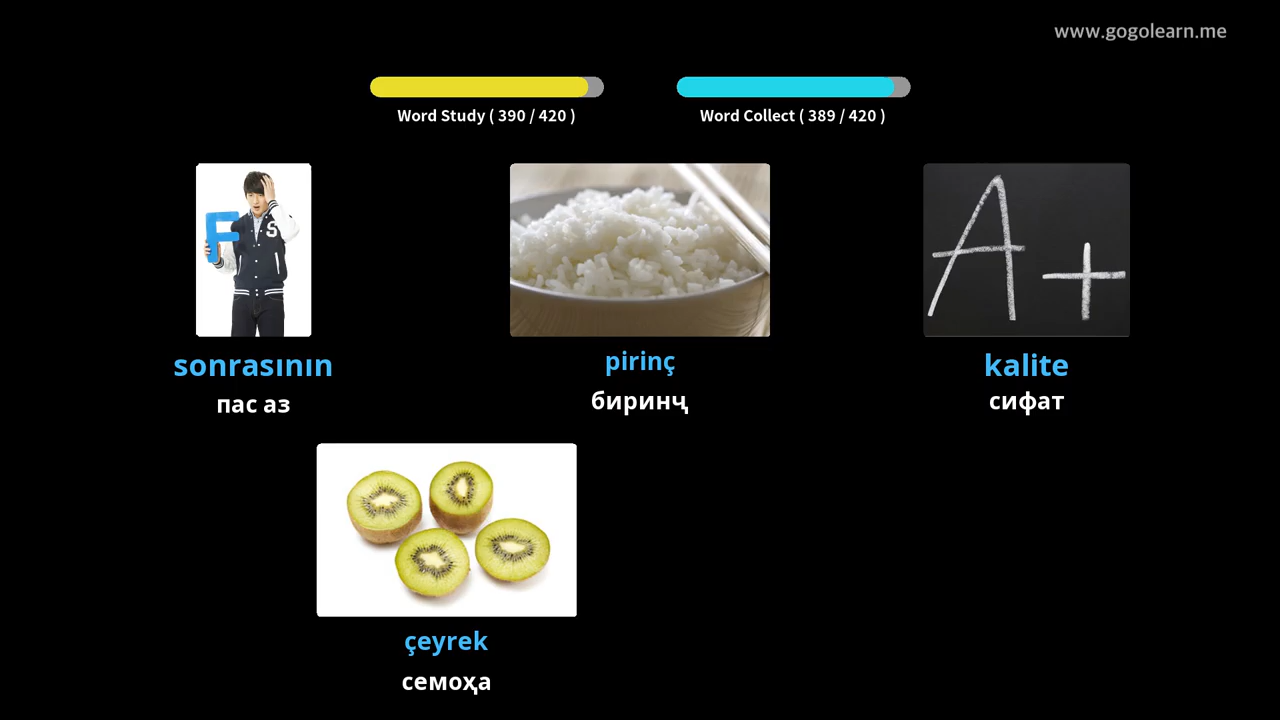 www.gogolearn.me
Word Study ( 390 / 420 )
Word Collect ( 389 / 420 )
F
S
A+
sonrasının
пас аз
pirinç
биринҷ
kalite
сифат
çeyrek
семоҳа